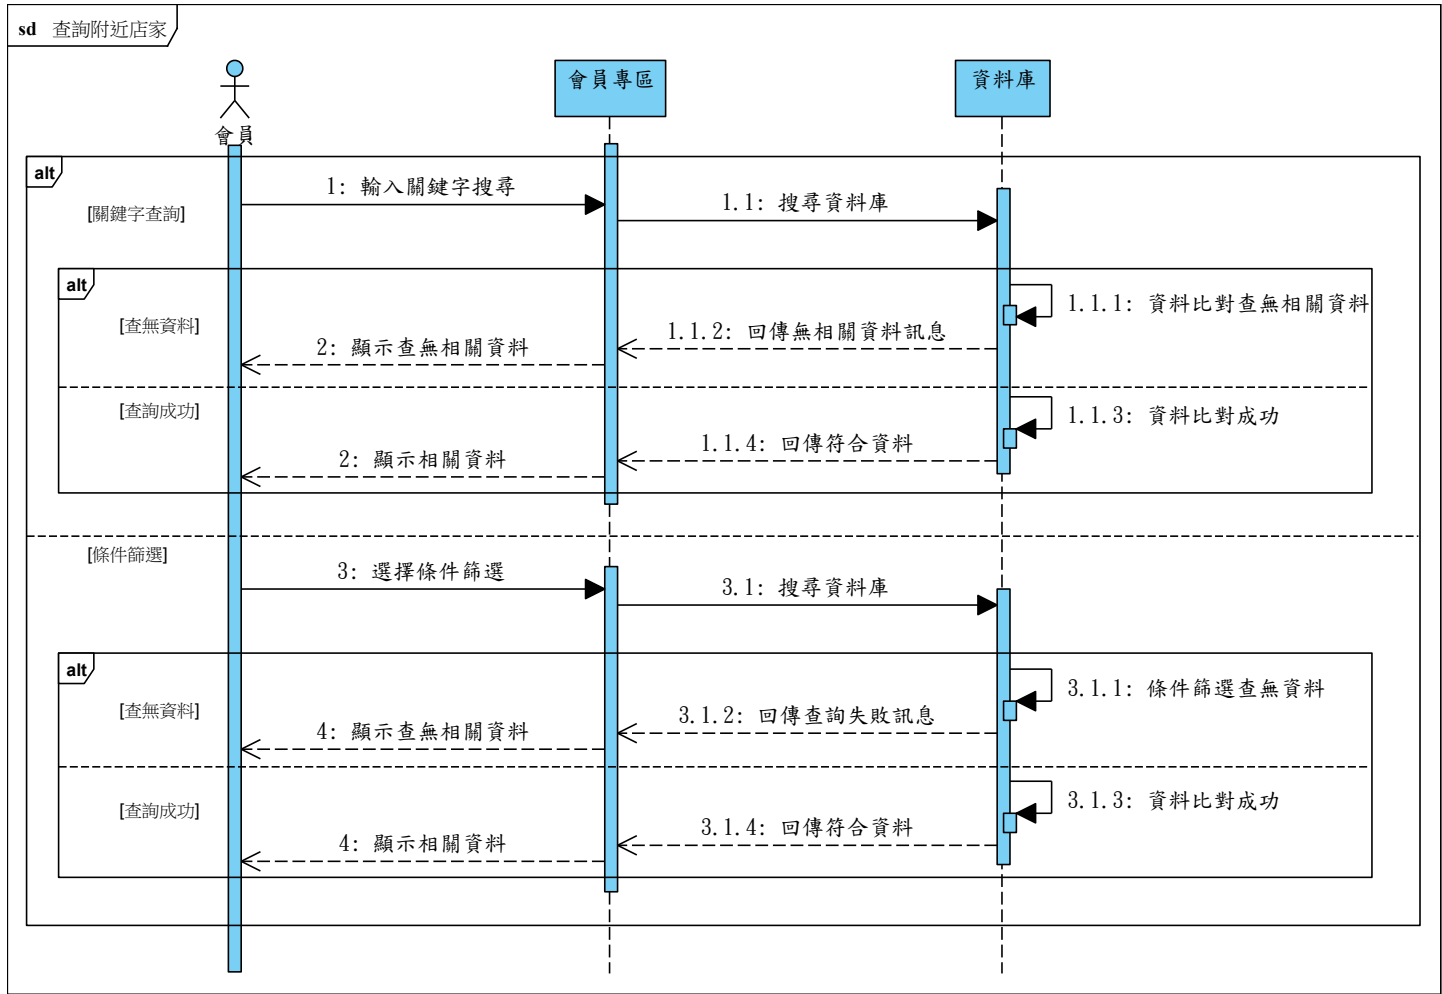 sd 查詢附近店家
會員專區
資料庫
會員
alt
[關鍵字查詢]
1: 輸入關鍵字搜尋
1.1: 搜尋資料庫
alt
[查無資料]
1.1.1: 資料比對查無相關資料
1.1.2: 回傳無相關資料訊息
2: 顯示查無相關資料
[查詢成功]
1.1.3: 資料比對成功
1.1.4: 回傳符合資料
2: 顯示相關資料
[條件篩選]
3: 選擇條件篩選
3.1: 搜尋資料庫
alt
[查無資料]
3.1.1: 條件篩選查無資料
3.1.2: 回傳查詢失敗訊息
4: 顯示查無相關資料
[查詢成功]
3.1.3: 資料比對成功
3.1.4: 回傳符合資料
4: 顯示相關資料